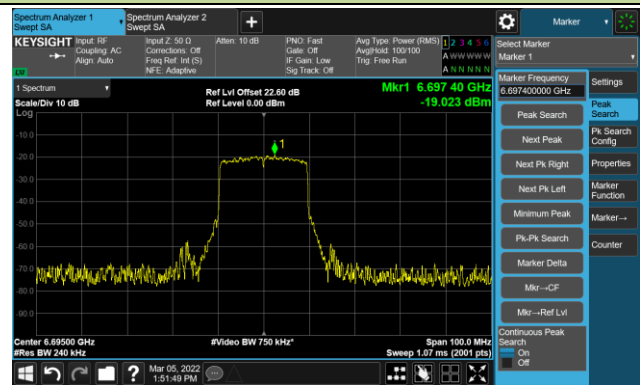 Spectrum Analyzer 1
Swept SA
Spectrum Analyzer 2
Swept SA
Marker
KEYSIGHT
Input: RF
Coupling: AC
Align: Auto
Input Z: 50 Ω
Corrections: Off
Freq Ref: Int (S)
NFE: Adaptive
Atten: 10 dB
PNO: Fast
Gate: Off
IF Gain: Low
Sig Track: Off
Avg Type: Power (RMS)
Avg|Hold: 100/100
Trig: Free Run
1 2 3 4 5 6
A W W W W W
A N N N N N
Select Marker
Marker 1
1 Spectrum
Scale/Div 10 dB
Log
Ref Lvl Offset 22.60 dB
Ref Level 0.00 dBm
Mkr1 6.697 40 GHz
-19.023 dBm
1
-10.0
-20.0
-30.0
-40.0
-50.0
-60.0
-70.0
-80.0
-90.0
Center 6.69500 GHz
#Res BW 240 kHz
#Video BW 750 kHz*
Span 100.0 MHz
Sweep 1.07 ms (2001 pts)
Marker Frequency
6.697400000 GHz
Peak Search
Next Peak
Next Pk Right
Next Pk Left
Minimum Peak
Pk-Pk Search
Marker Delta
Mkr→CF
Mkr→Ref Lvl
Continuous Peak
Search
On
Off
Settings
Peak
Search
Pk Search
Config
Properties
Marker
Function
Marker→
Counter
Mar 05, 2022
1:51:49 PM